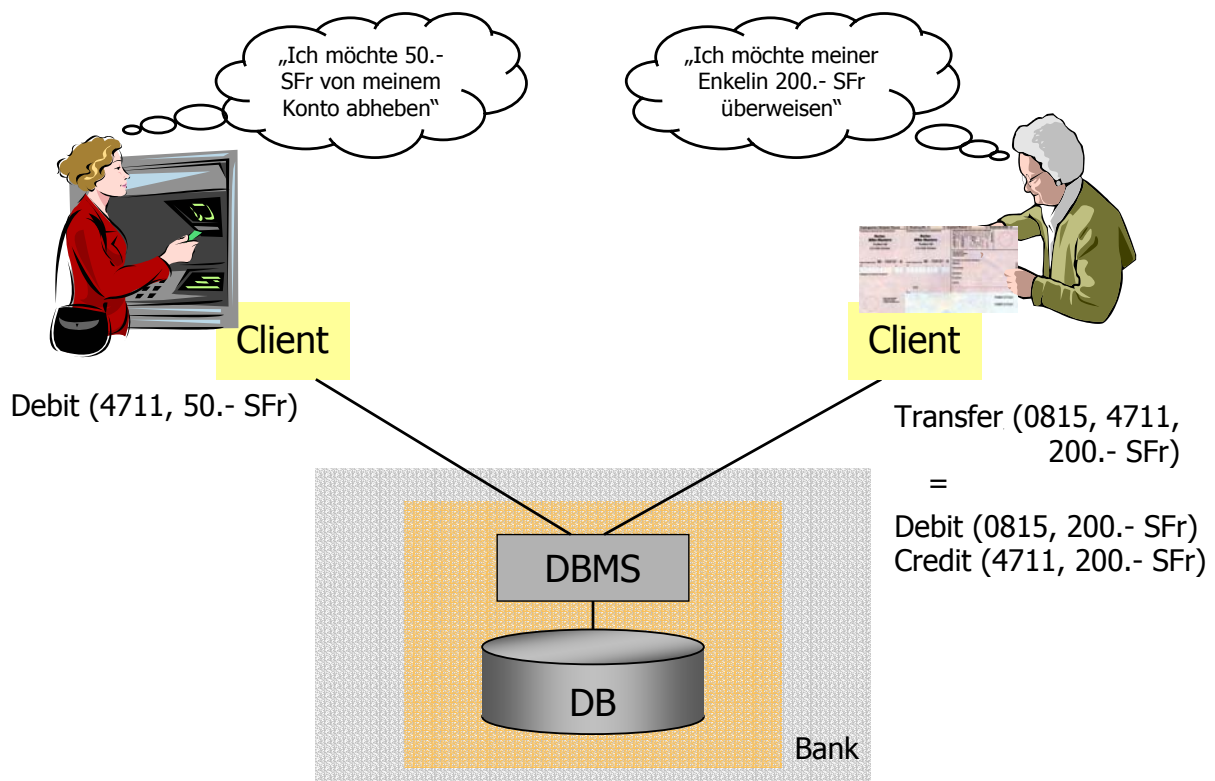 „Ich möchte 50.-
SFr von meinem
Konto abheben“
„Ich möchte meiner
Enkelin 200.- SFr
überweisen“
Client
Client
Debit (4711, 50.- SFr)
Transfer (0815, 4711,
200.- SFr)
=
Debit (0815, 200.- SFr)
Credit (4711, 200.- SFr)
DBMS
DB
Bank